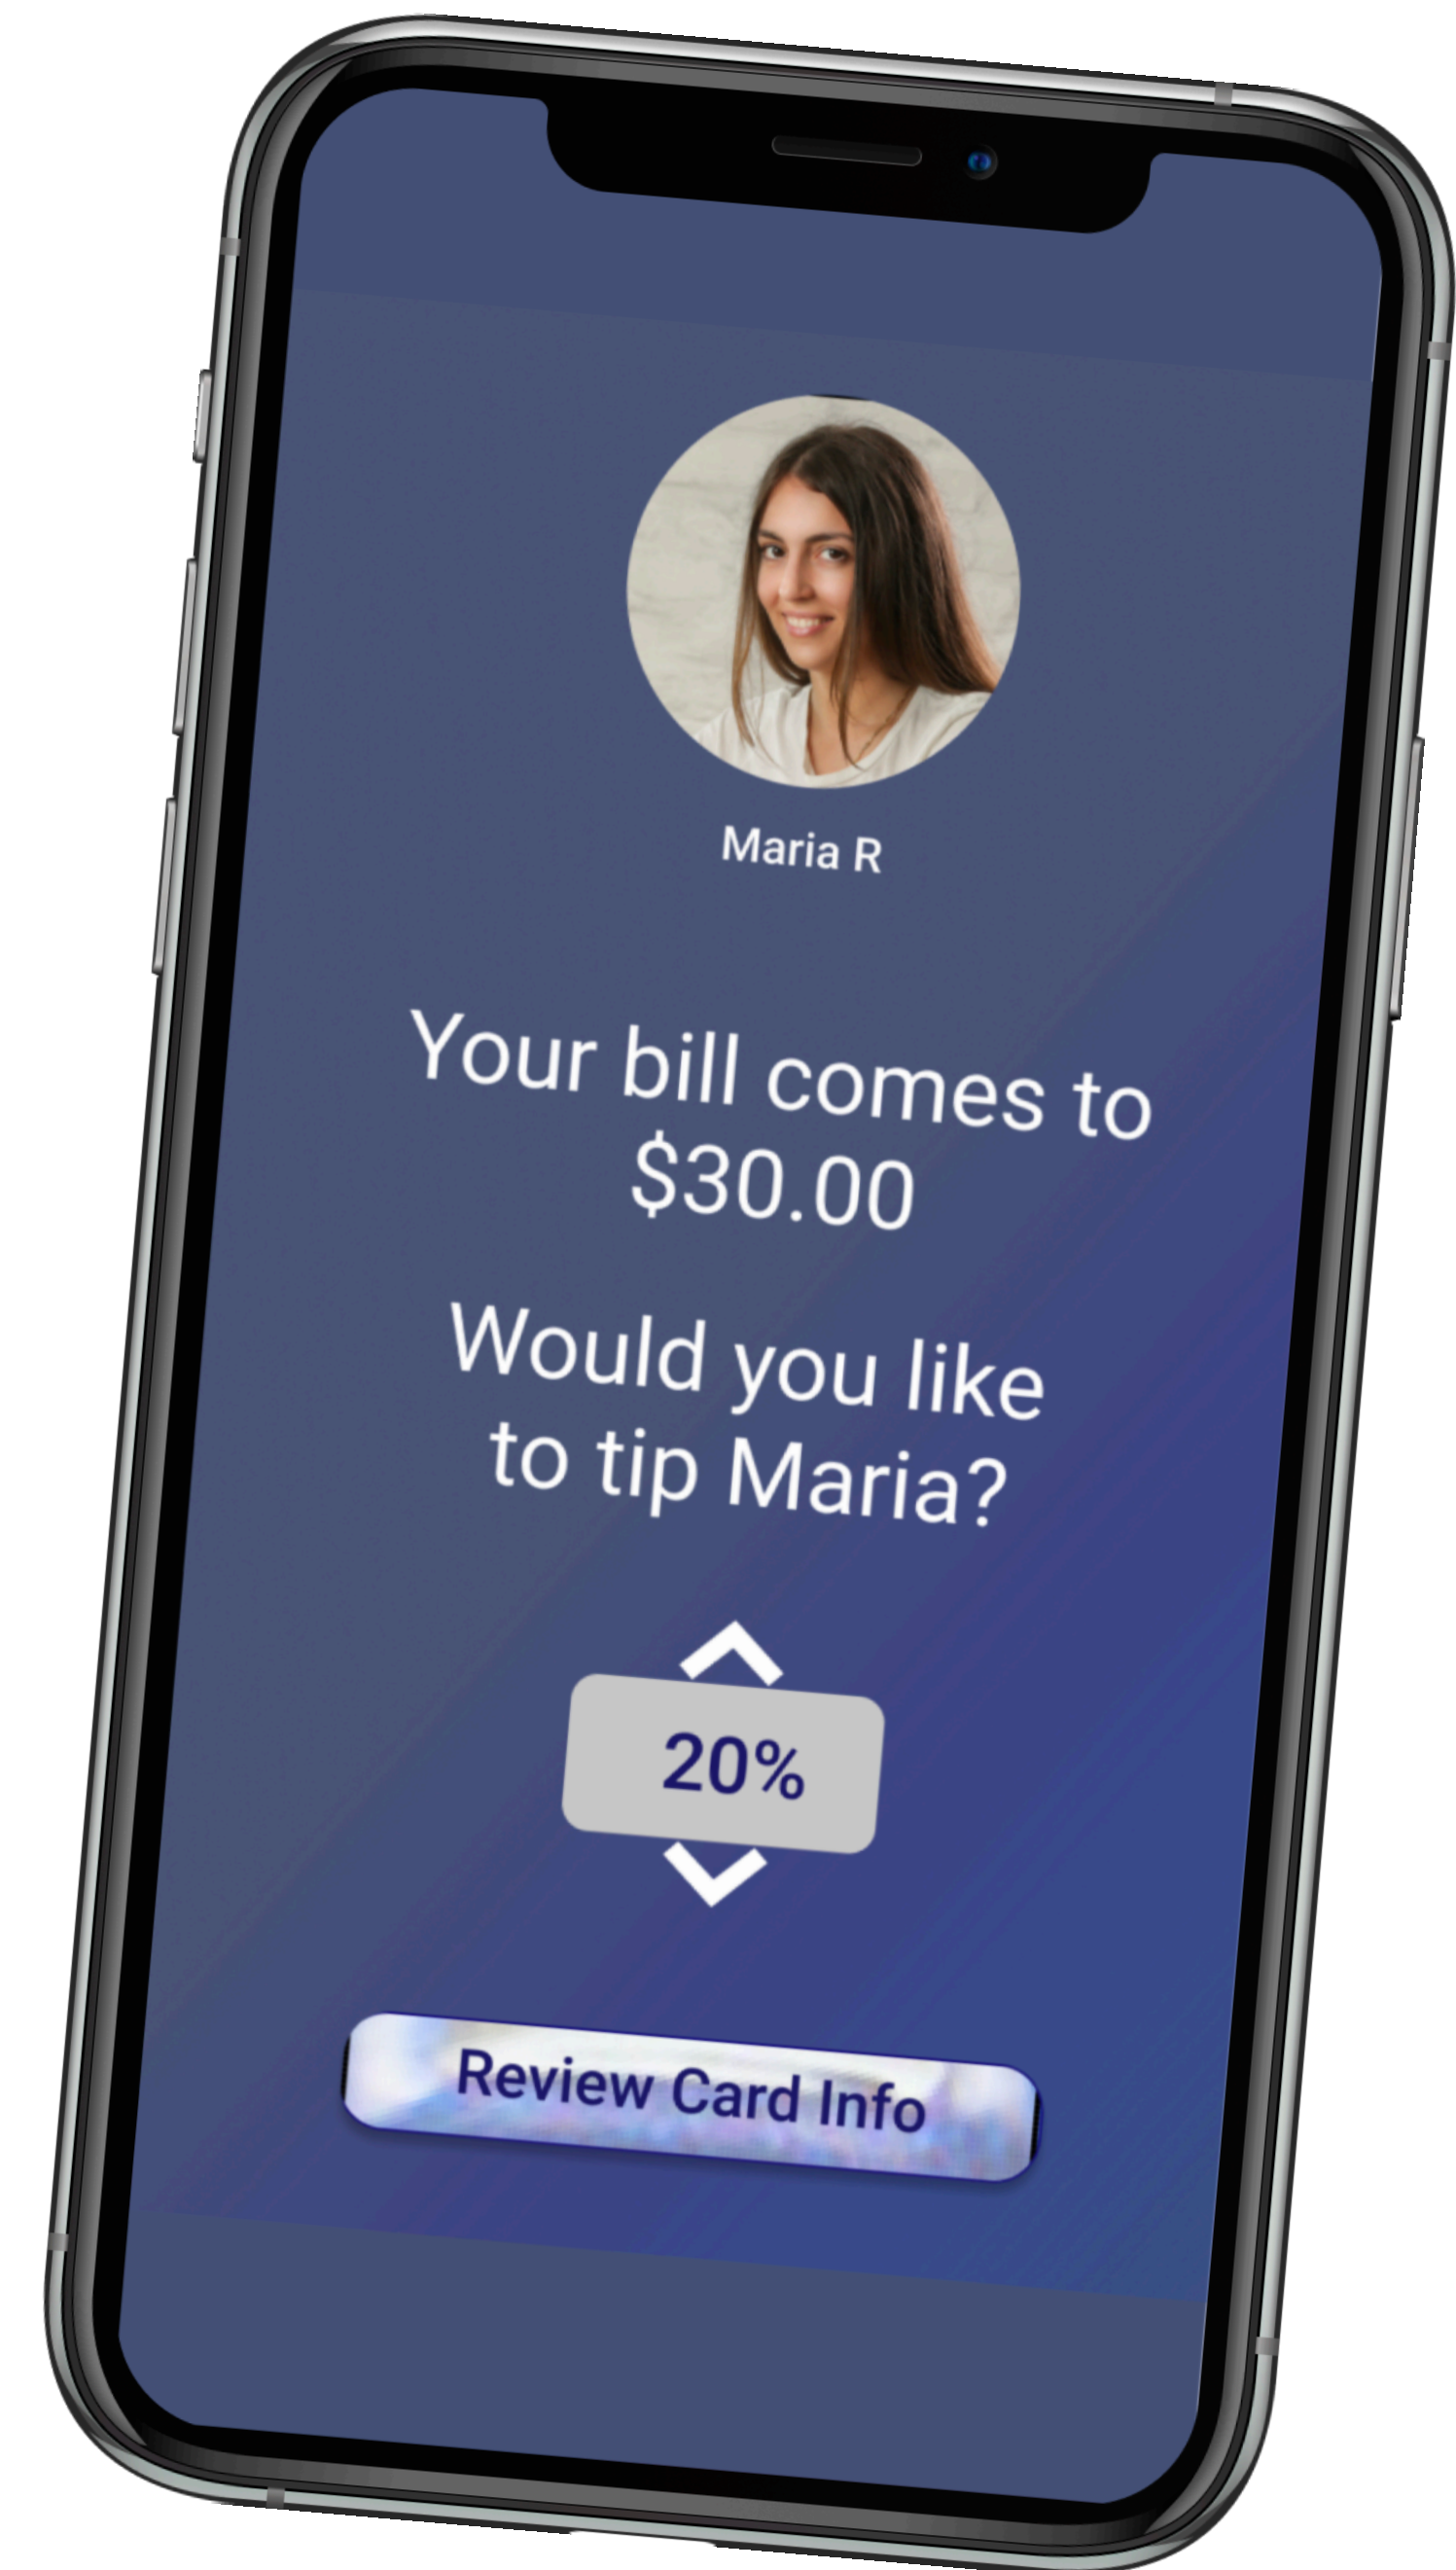 Maria R
Your bill comes to
$30.00
Would you like
to tip Maria?
20%
Review Card Info